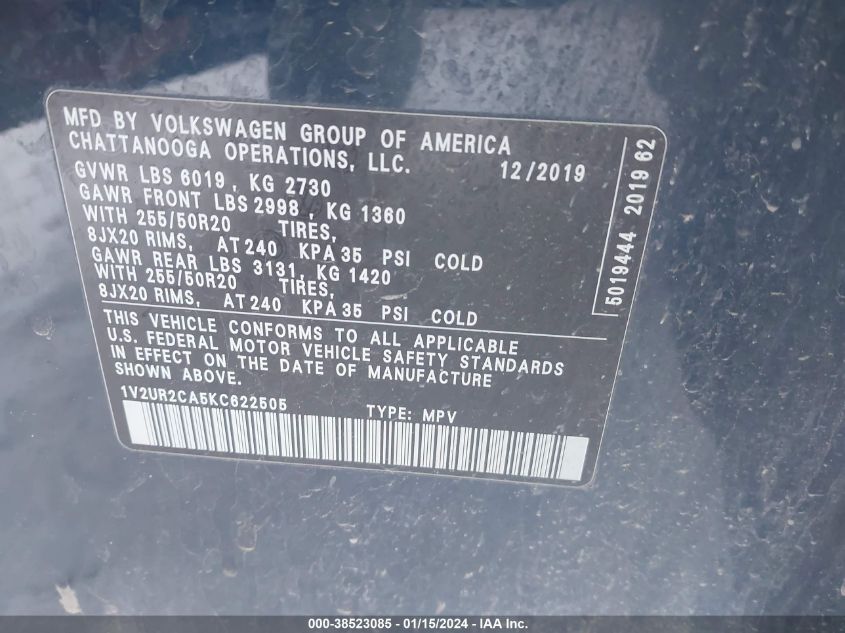 MFD BY VOLKSWAGEN GROUP OF AMERICA
CHATTANOOGA OPERATIONS, LLC.
12/2019
GVWR LBS 6019, KG 2730
GAWR FRONT LBS 2998, KG 1360
WITH 255/50R20 TIRES,
8JX20 RIMS, AT 240 KPA 35 PSI COLD
GAWR REAR LBS 3131, KG 1420
WITH 255/50R20 TIRES,
8JX20 RIMS, AT 240 KPA 35 PSI COLD
5019444 2019 62
THIS VEHICLE CONFORMS TO ALL APPLICABLE
U.S. FEDERAL MOTOR VEHICLE SAFETY STANDARDS
IN EFFECT ON THE DATE OF MANUFACTURE
SHOWN ABOVE.
1V2UR2CA5KC622505 TYPE: MPV
000-38523085 - 01/15/2024 - IAA Inc.